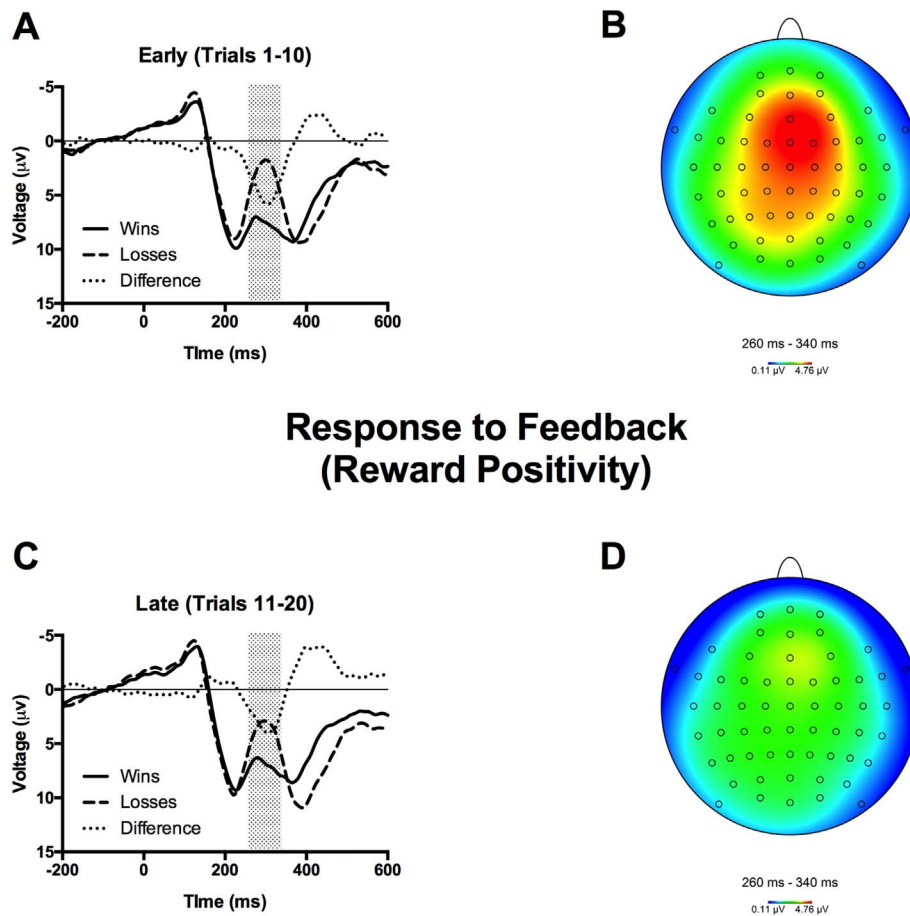 A
Early (Trials 1-10)
-5
0
5
10
15
Voltage (μv)
Wins
Losses
Difference
-200
0
200
400
600
TIme (ms)
B
260 ms - 340 ms
0.11 μV 4.76 μV
Response to Feedback
(Reward Positivity)
C
Late (Trials 11-20)
-5
0
5
10
15
Voltage (μv)
Wins
Losses
Difference
-200
0
200
400
600
TIme (ms)
D
260 ms - 340 ms
0.11 μV 4.76 μV